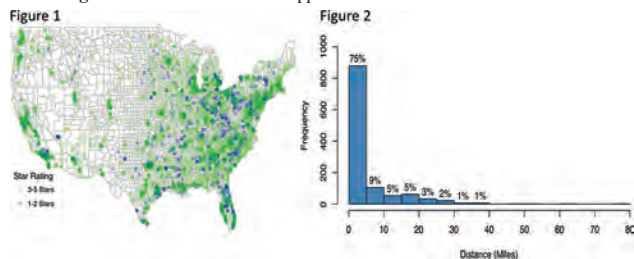 Figure 1
Star Rating
3-5 Stars
1-2 Stars
Figure 2
Frequency
1000
800
600
400
200
0
75%
9%
5%
5%
3%
2%
1%
1%
0 10 20 30 40 50 60 70 80
Distance (Miles)